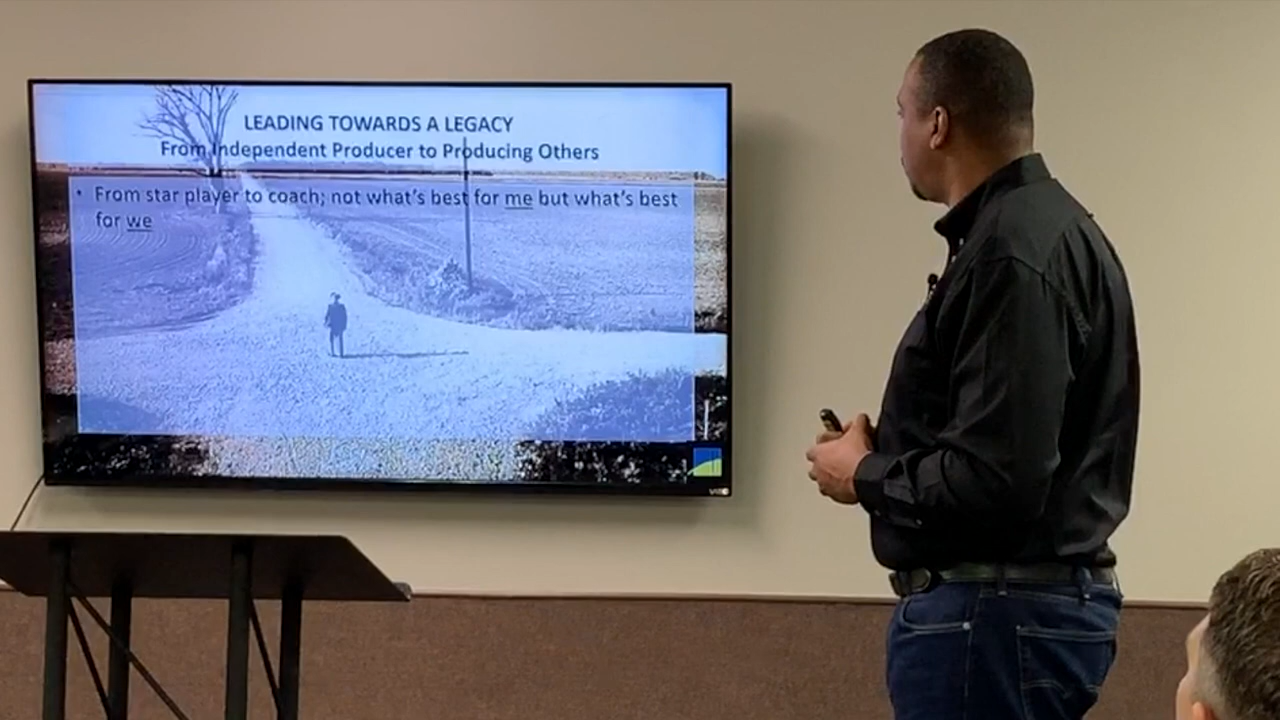 LEADING TOWARDS A LEGACY
From Independent Producer to Producing Others
• From star player to coach; not what's best for me but what's best
for we
VIZIO